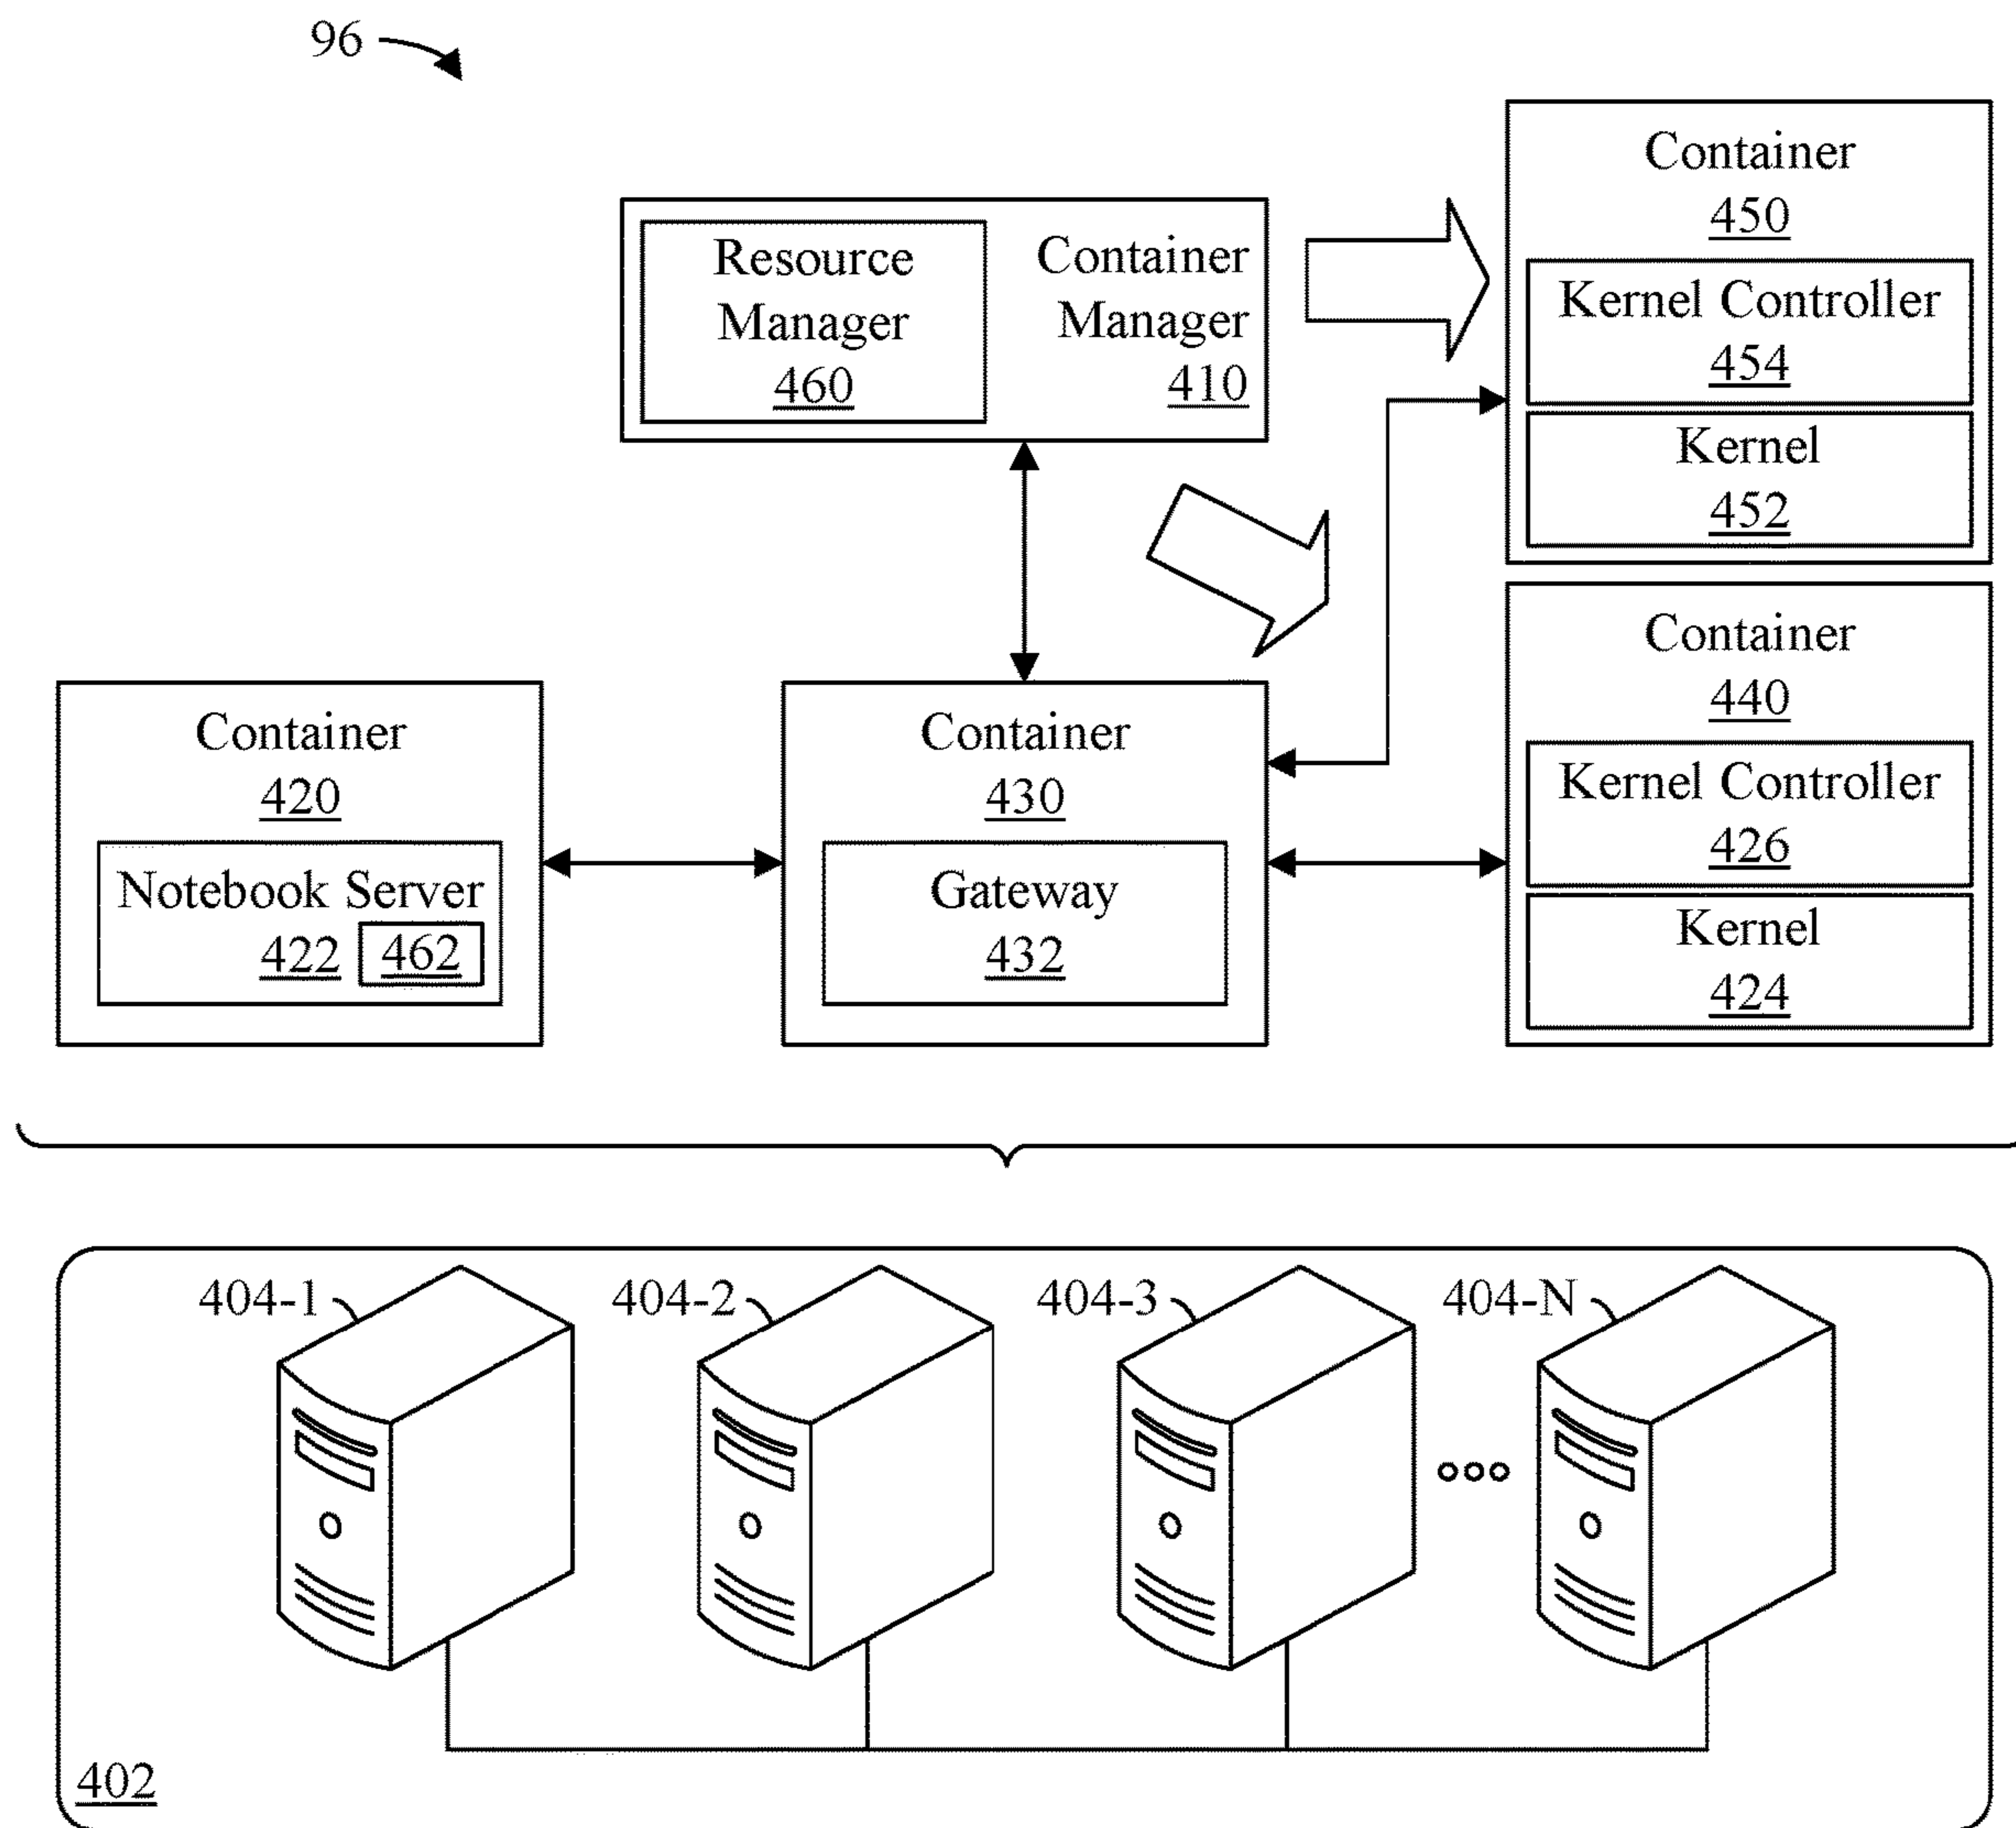 96
Container
450
Kernel Controller
454
Kernel
452
Resource
Manager
460
Container
Manager
410
Container
440
Kernel Controller
426
Kernel
424
Container
420
Notebook Server
422
462
Container
430
Gateway
432
404-1
404-2
404-3
404-N
402